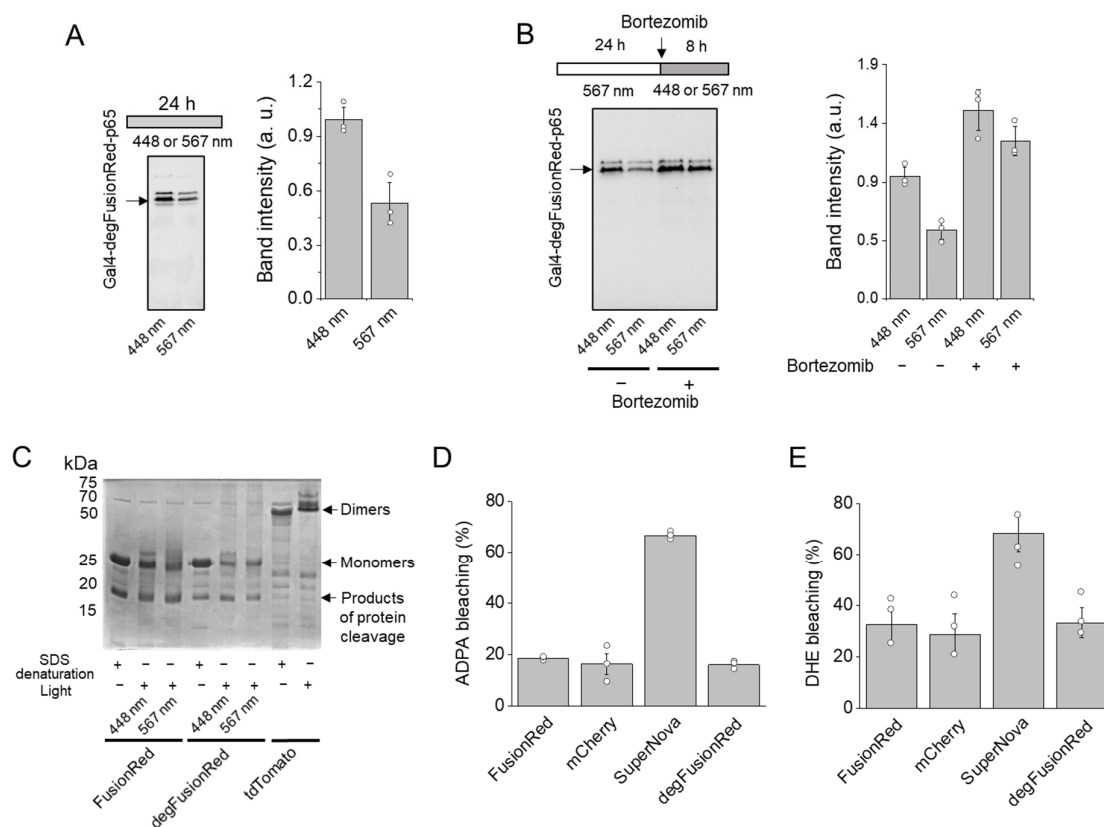 A
24 h
448 or 567 nm
Gal4-degFusionRed-p65
448 nm
567 nm
Band intensity (a. u.)
1.2
0.9
0.6
0.3
0.0
448 nm
567 nm
B
Bortezomib
24 h
8 h
567 nm
448 or 567 nm
Gal4-degFusionRed-p65
448 nm
567 nm
448 nm
567 nm
–
+
Bortezomib
Band intensity (a. u.)
1.9
1.4
0.9
0.5
0.0
448 nm
567 nm
448 nm
567 nm
Bortezomib – – + +
C
kDa
75
70
50
25
20
15
Dimers
Monomers
Products
of protein
cleavage
SDS
denaturation
+ – – + – – + –
Light
– + + – + + – +
448 nm
567 nm
448 nm
567 nm
FusionRed
degFusionRed
tdTomato
D
ADPA bleaching (%)
80
60
40
20
0
FusionRed
mCherry
SuperNova
degFusionRed
E
DHE bleaching (%)
80
60
40
20
0
FusionRed
mCherry
SuperNova
degFusionRed